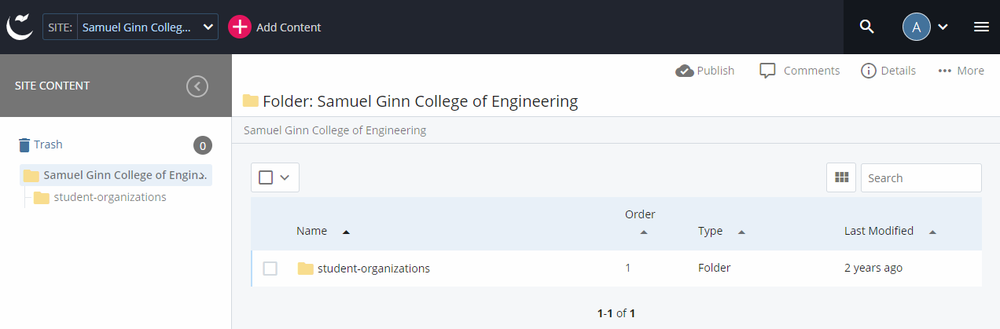 SITE: Samuel Ginn Colleg... Add Content A
Publish Comments Details More
SITE CONTENT
Folder: Samuel Ginn College of Engineering
Samuel Ginn College of Engineering
Trash 0
Samuel Ginn College of Engin...
student-organizations
Search
Order
Name Type Last Modified
student-organizations 1 Folder 2 years ago
1-1 of 1